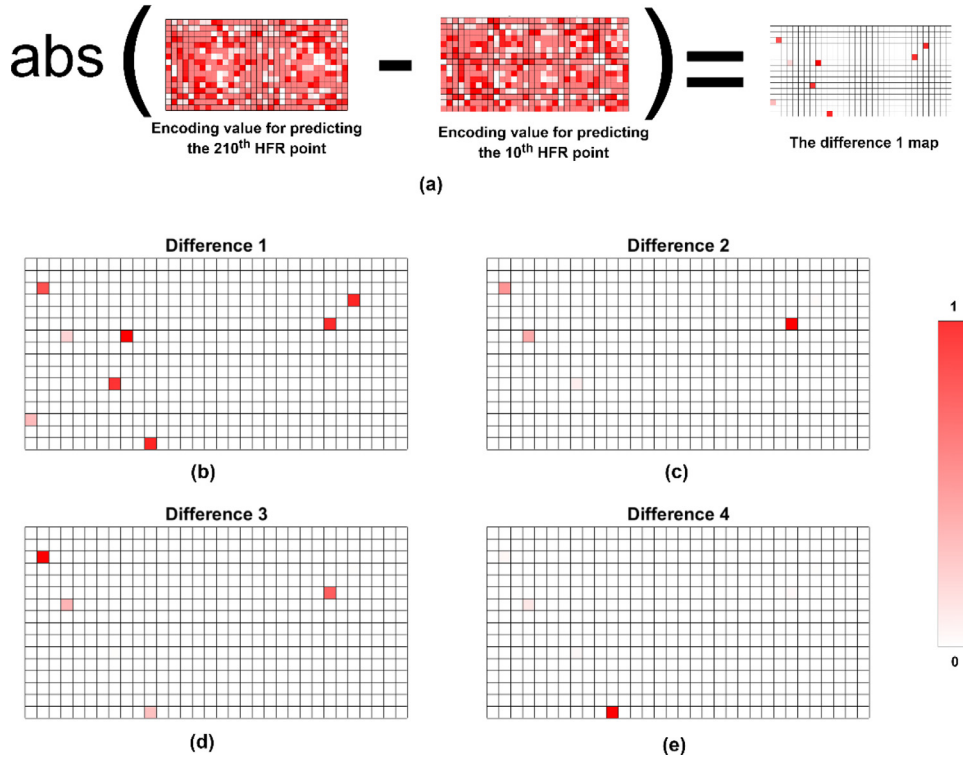 abs ( - ) =
Encoding value for predicting
the 210th HFR point
Encoding value for predicting
the 10th HFR point
The difference 1 map
(a)
Difference 1
Difference 2
1
(b)
(c)
Difference 3
Difference 4
0
(d)
(e)